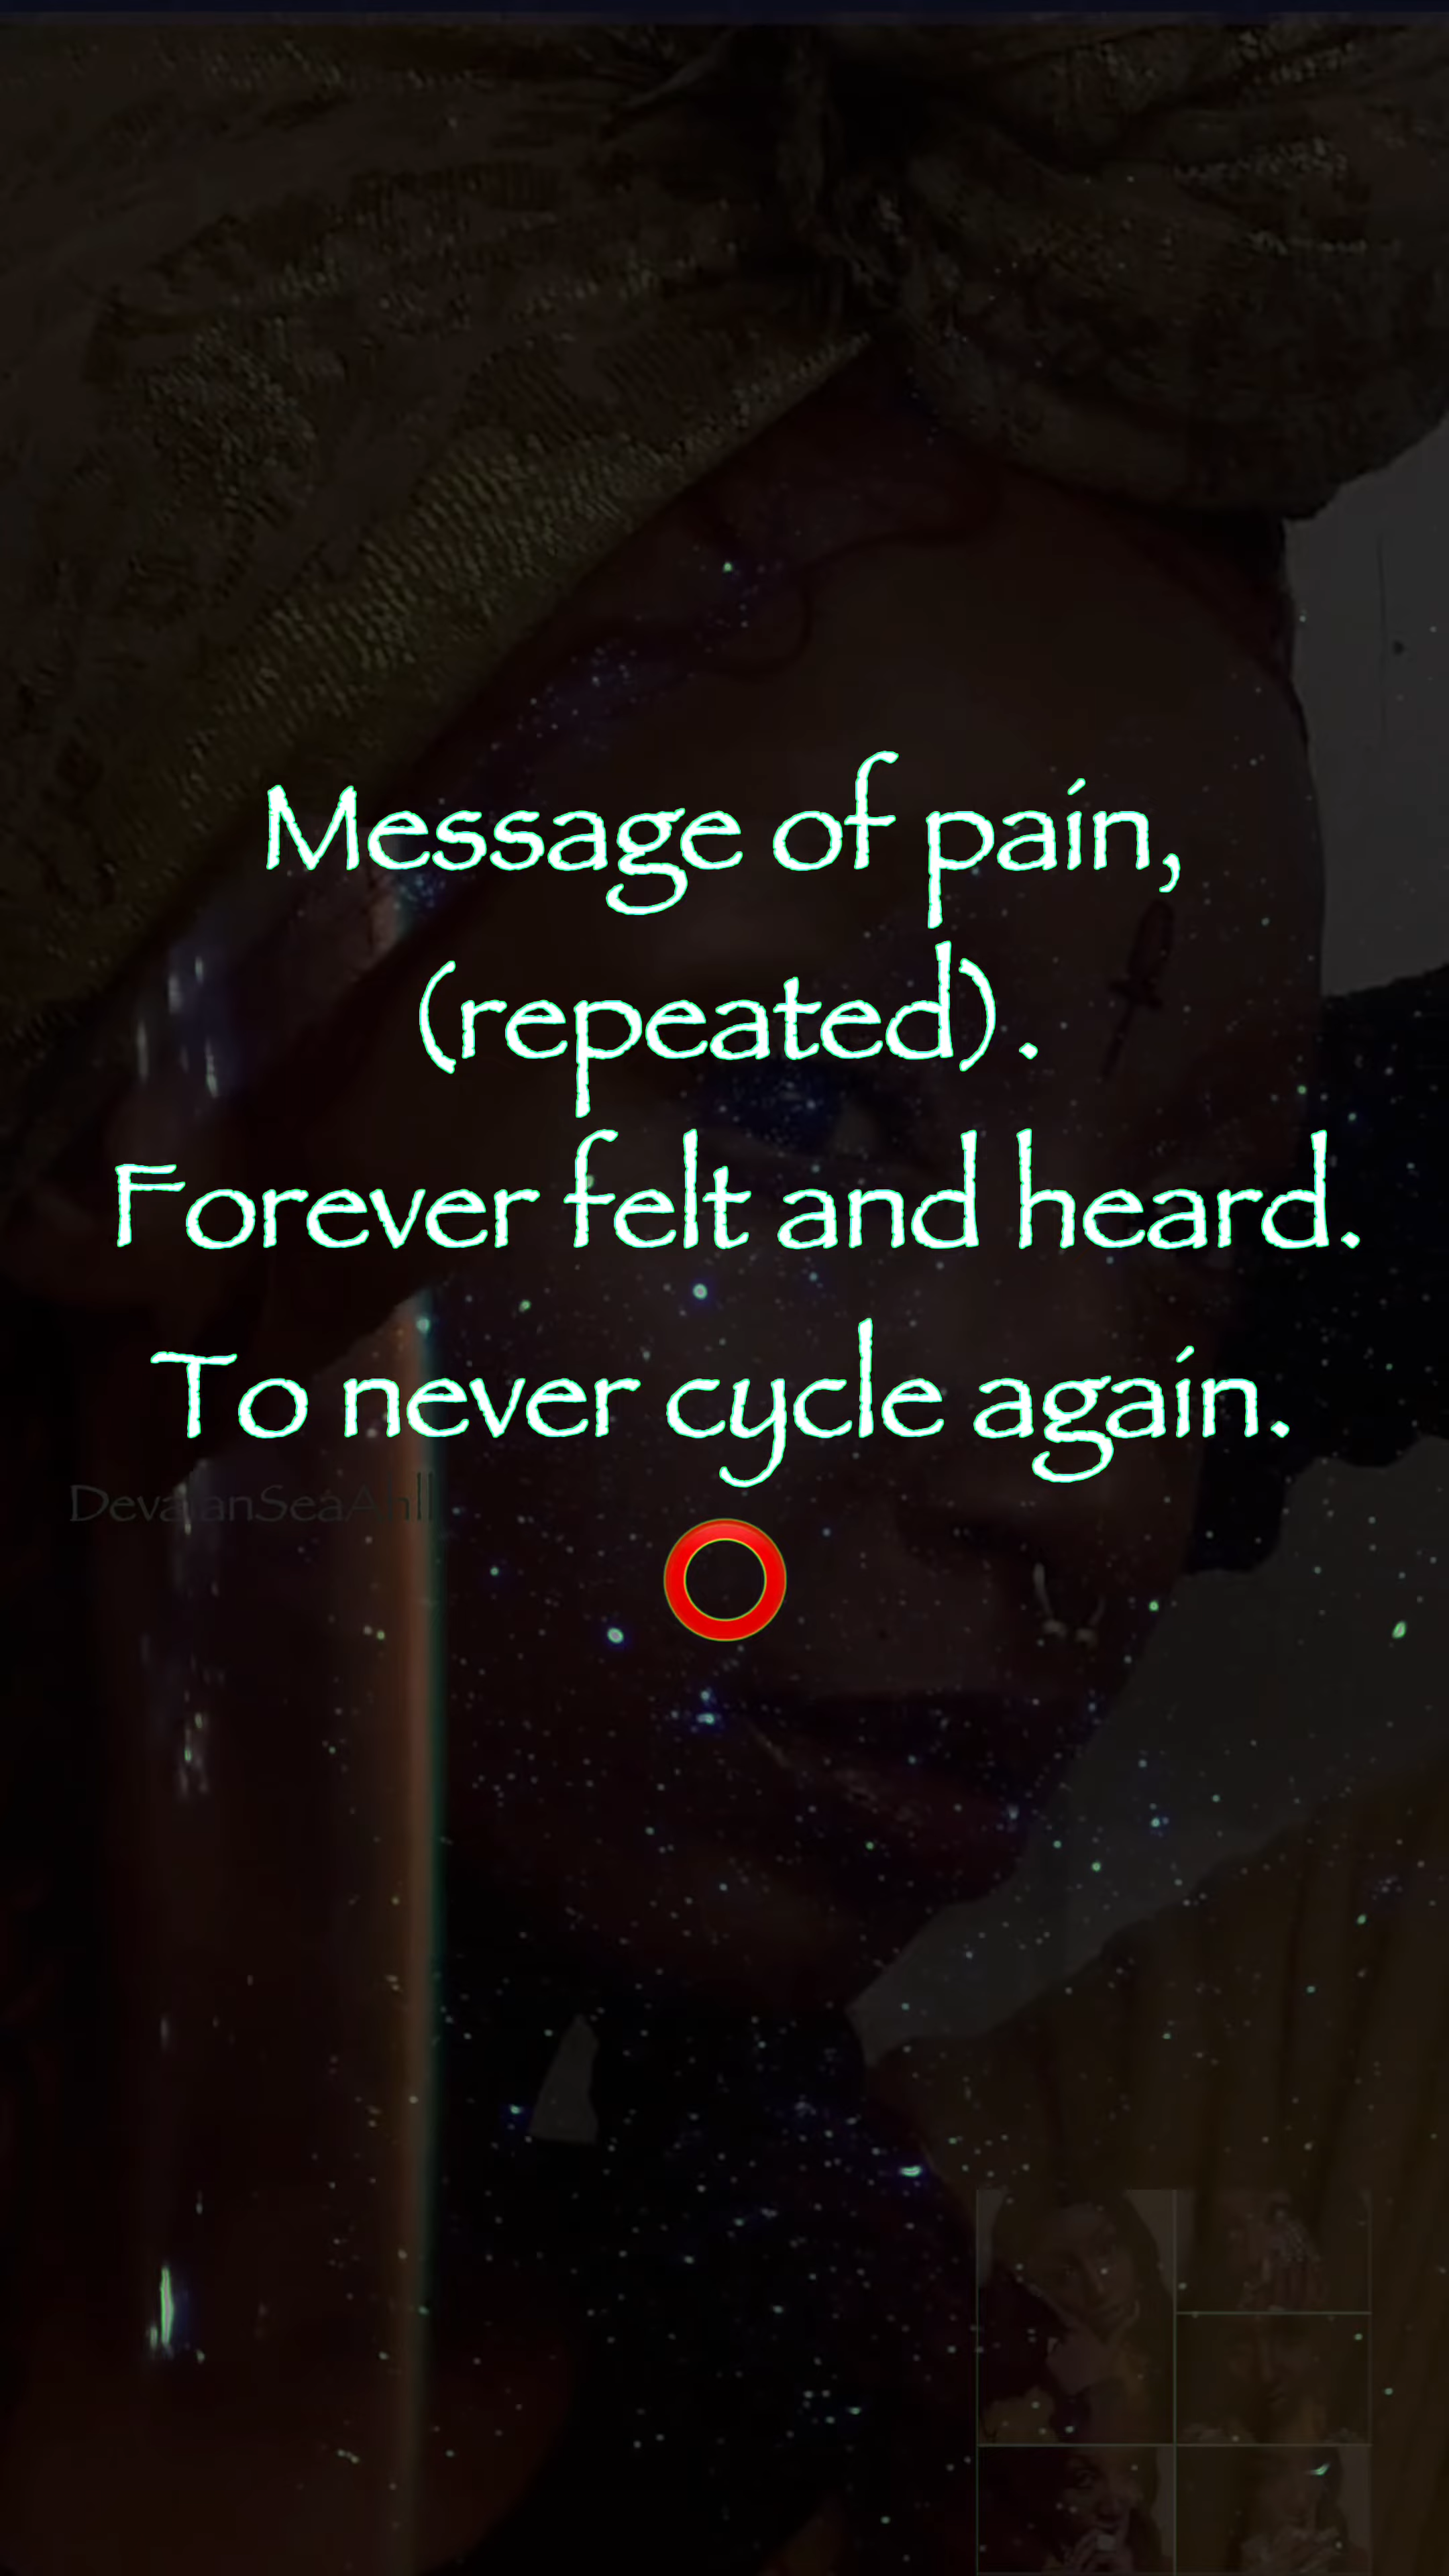 Message of pain,
(repeated).
Forever felt and heard.
To never cycle again.